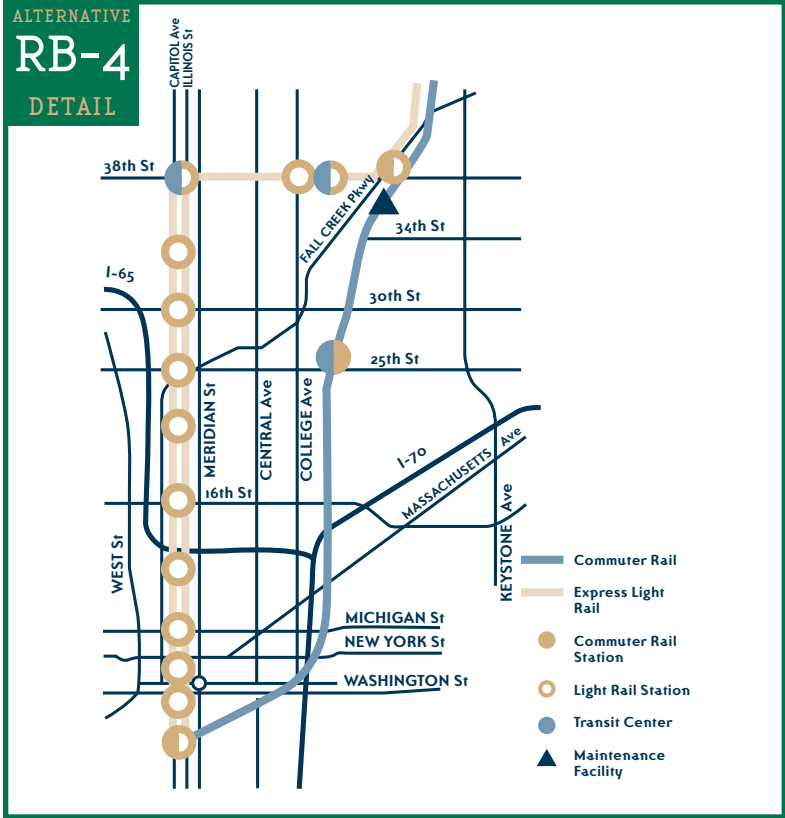 ALTERNATIVE
RB-4
DETAIL
CAPITOL Ave
ILLINOIS St
38th St
FALL CREEK Pkwy
34th St
I-65
30th St
25th St
MERIDIAN St
CENTRAL Ave
COLLEGE Ave
I-70
MASSACHUSETTS Ave
16th St
WEST St
KEYSTONE Ave
MICHIGAN St
NEW YORK St
WASHINGTON St
Commuter Rail
Express Light
Rail
Commuter Rail
Station
Light Rail Station
Transit Center
Maintenance
Facility